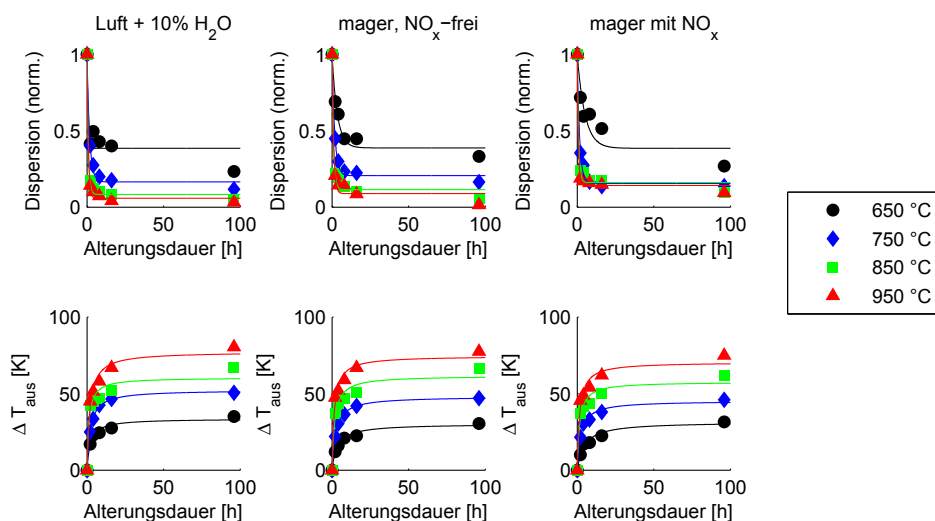 Luft + 10% H₂O
mager, NOₓ−frei
mager mit NOₓ
Dispersion (norm.)
1
0.5
0
0
50
100
Alterungsdauer [h]
Dispersion (norm.)
1
0.5
0
0
50
100
Alterungsdauer [h]
Dispersion (norm.)
1
0.5
0
0
50
100
Alterungsdauer [h]
650 °C
750 °C
850 °C
950 °C
Δ T_aus [K]
100
50
0
0
50
100
Alterungsdauer [h]
Δ T_aus [K]
100
50
0
0
50
100
Alterungsdauer [h]
Δ T_aus [K]
100
50
0
0
50
100
Alterungsdauer [h]